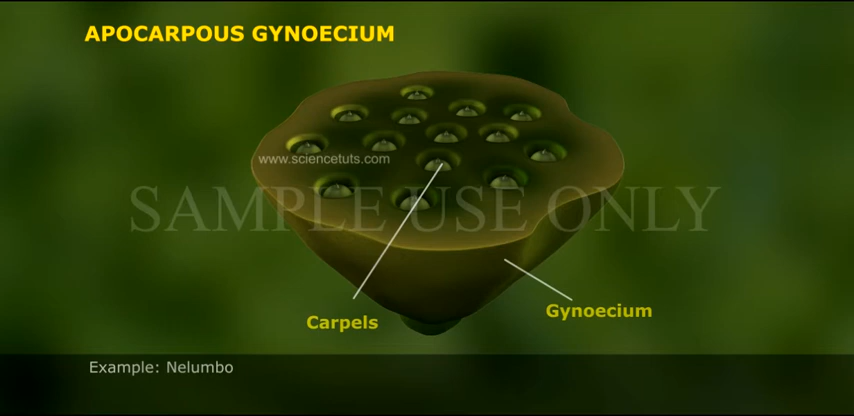 APOCARPOUS GYNOECIUM
www.sciencetuts.com
SAMPLE USE ONLY
Carpels
Gynoecium
Example: Nelumbo